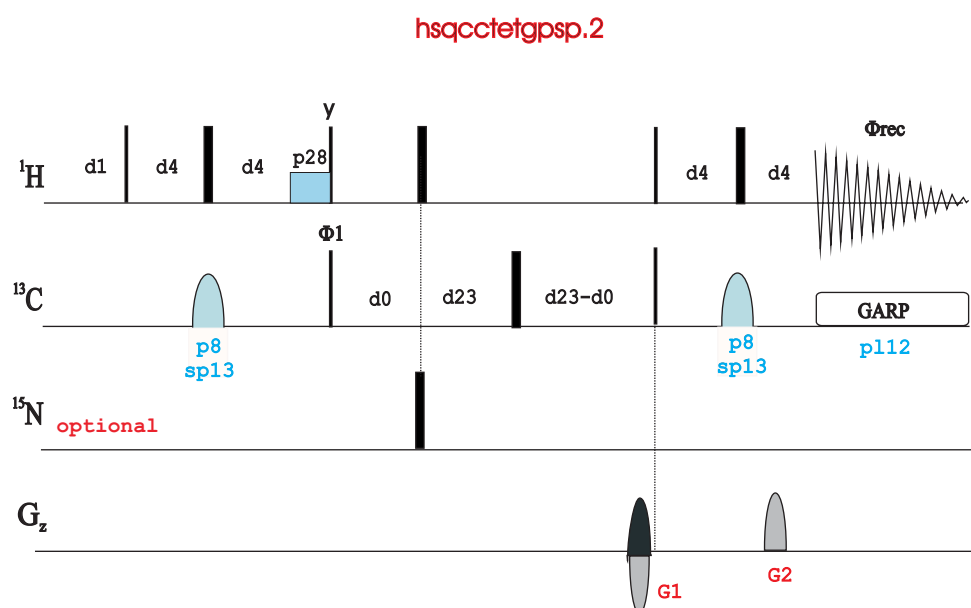 hsqcctetgpsp.2
y
Φrec
¹H
d1
d4
d4
p28
d4
d4
Φ1
¹³C
d0
d23
d23-d0
GARP
p8
sp13
p8
sp13
pl12
¹⁵N
optional
G_z
G1
G2